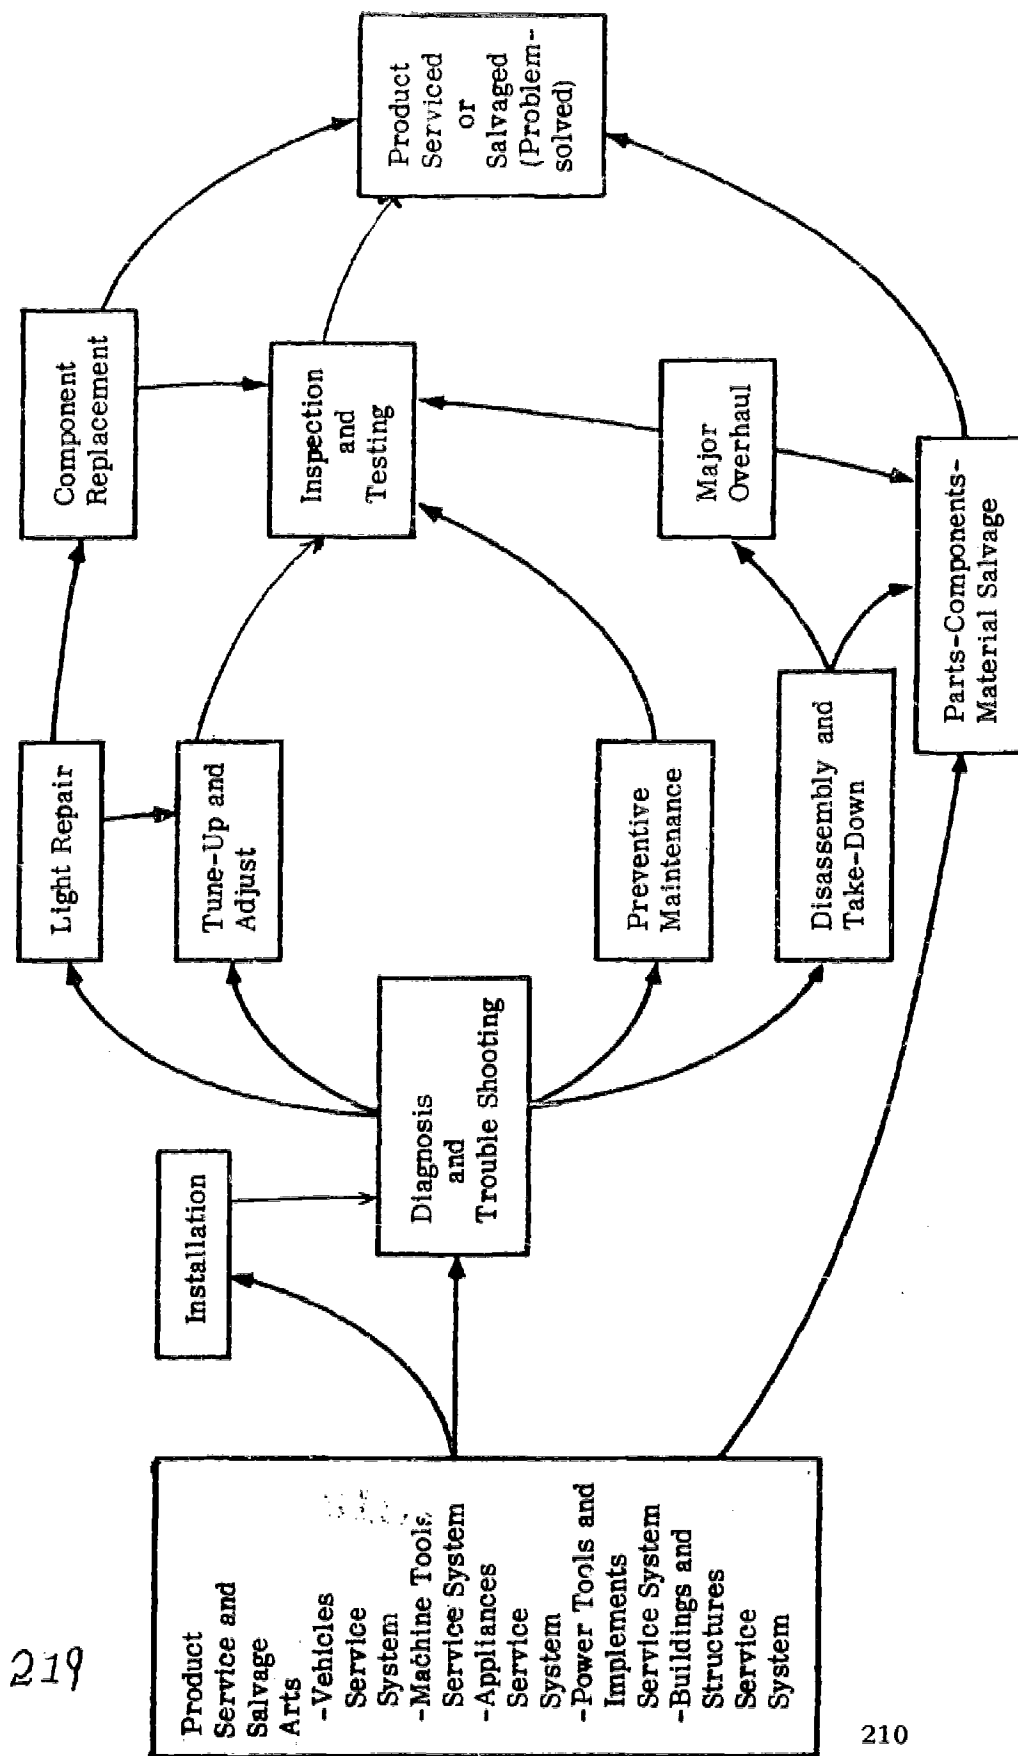 219
Product
Service and
Salvage
Arts
-Vehicles
Service
System
-Machine Tools
Service System
-Appliances
Service
System
-Power Tools and
Implements
Service System
-Buildings and
Structures
Service
System
Installation
Diagnosis
and
Trouble Shooting
Light Repair
Tune-Up and
Adjust
Preventive
Maintenance
Disassembly and
Take-Down
Component
Replacement
Inspection
and
Testing
Major
Overhaul
Parts-Components-
Material Salvage
Product
Serviced
or
Salvaged
(Problem-
solved)
210